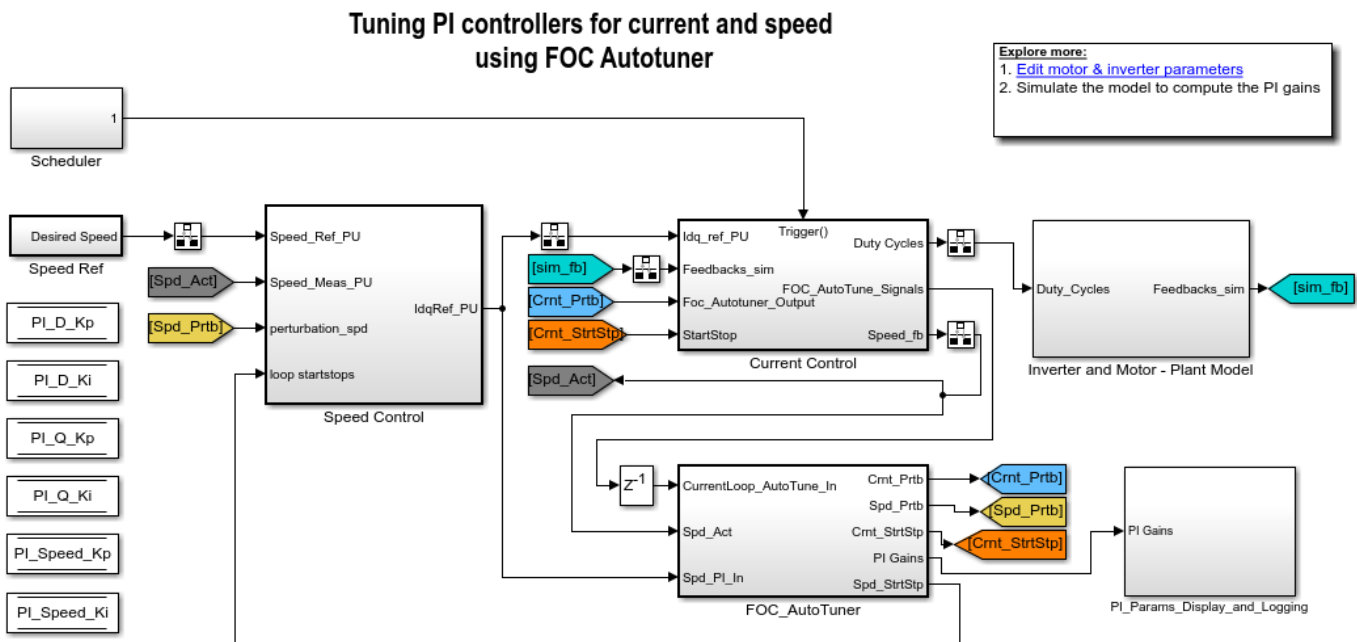 Tuning PI controllers for current and speed
using FOC Autotuner
Explore more:
1. Edit motor & inverter parameters
2. Simulate the model to compute the PI gains
1
Scheduler
Desired Speed
Speed Ref
[Spd_Act]
[Spd_Prtb]
Speed_Ref_PU
Speed_Meas_PU
perturbation_spd
loop startstops
IdqRef_PU
Speed Control
[sim_fb]
[Crnt_Prtb]
[Crnt_StrtStp]
[Spd_Act]
Idq_ref_PU
Feedbacks_sim
Foc_Autotuner_Output
StartStop
Trigger()
Duty Cycles
FOC_AutoTune_Signals
Speed_fb
Current Control
Duty_Cycles
Feedbacks_sim
Inverter and Motor - Plant Model
[sim_fb]
PI_D_Kp
PI_D_Ki
PI_Q_Kp
PI_Q_Ki
PI_Speed_Kp
PI_Speed_Ki
Z-1
CurrentLoop_AutoTune_In
Spd_Act
Spd_PI_In
Crnt_Prtb
Spd_Prtb
Crnt_StrtStp
PI Gains
Spd_StrtStp
FOC_AutoTuner
[Crnt_Prtb]
[Spd_Prtb]
[Crnt_StrtStp]
PI Gains
PI_Params_Display_and_Logging